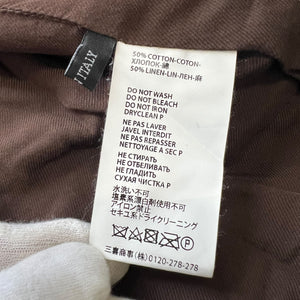 N ITALY
50% COTTON-COTON-
ХЛОПОК-綿
50% LINEN-LIN-ЛЕН-麻
DO NOT WASH
DO NOT BLEACH
DO NOT IRON
DRYCLEAN P
NE PAS LAVER
JAVEL INTERDIT
NE PAS REPASSER
NETTOYAGE A SEC P
НЕ СТИРАТЬ
НЕ ОТБЕЛИВАТЬ
НЕ ГЛАДИТЬ
СУХАЯ ЧИСТКА P
水洗い不可
塩素系漂白剤使用不可
アイロン禁止
セキユ系ドライクリーニング
P
三喜商事(株)0120-278-278